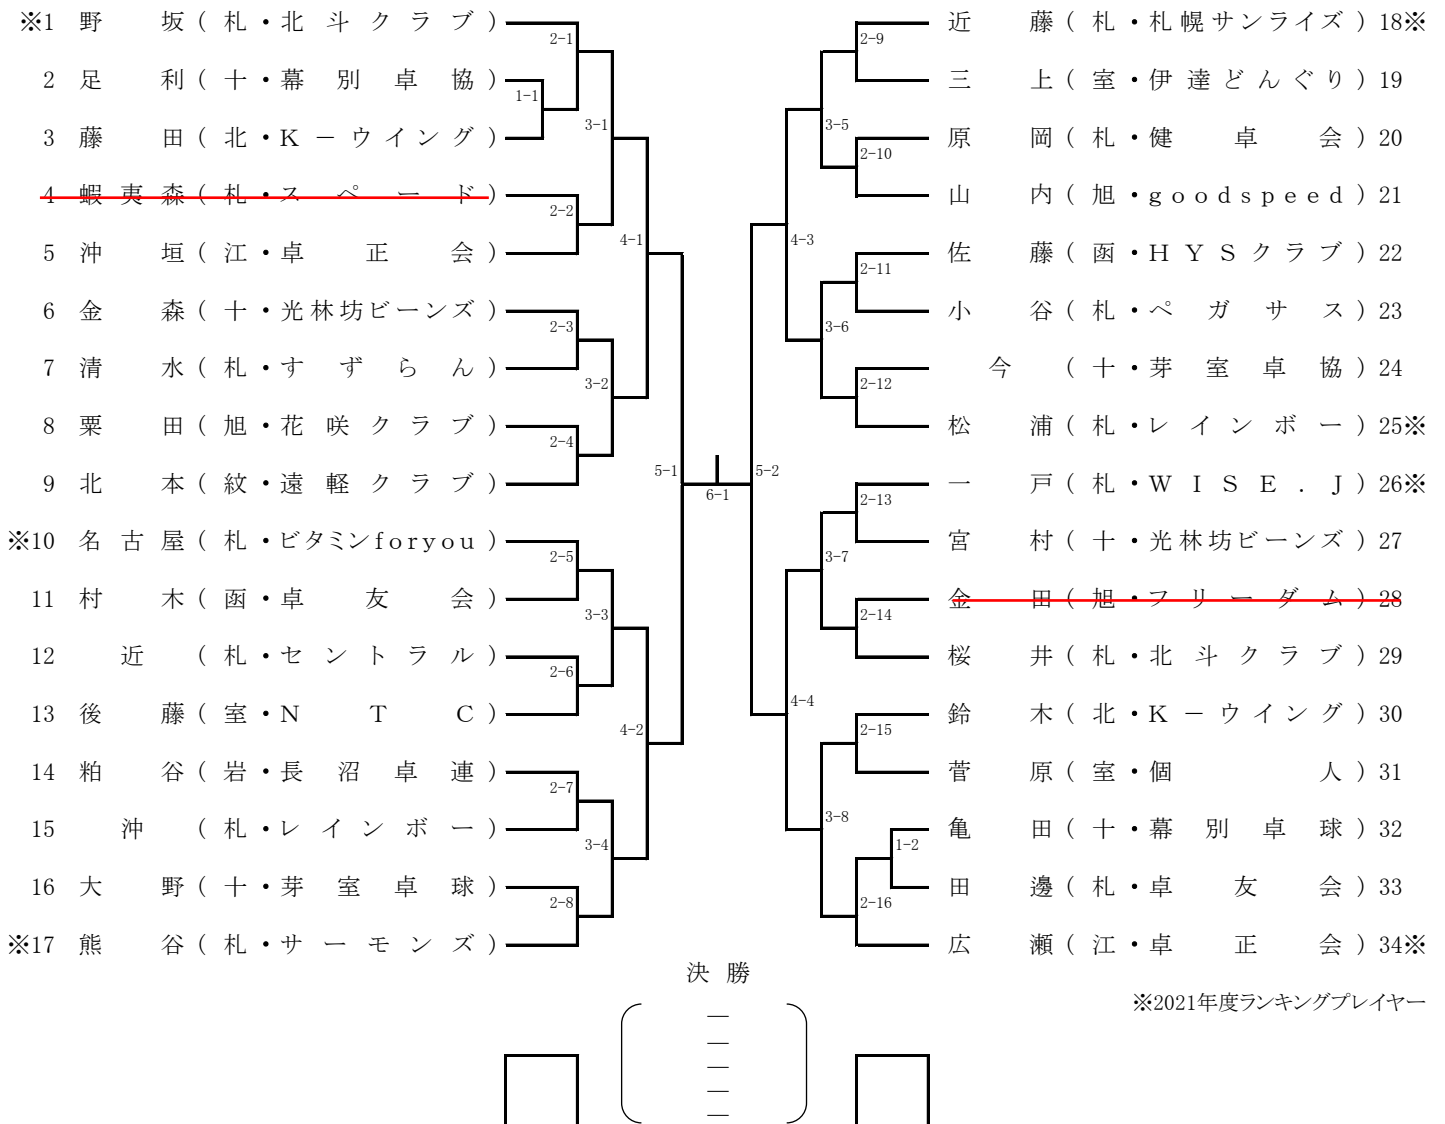 ※1 野坂(札・北斗クラブ)
2 足利(十・幕別卓協)
3 藤田(北・K－ウイング)
4 蝦夷森(札・スペード)
5 沖垣(江・卓正会)
6 金森(十・光林坊ビーンズ)
7 清水(札・すずらん)
8 粟田(旭・花咲クラブ)
9 北本(紋・遠軽クラブ)
※10 名古屋(札・ビタミンforyou)
11 村木(函・卓友会)
12 近(札・セントラル)
13 後藤(室・NTC)
14 粕谷(岩・長沼卓連)
15 沖(札・レインボー)
16 大野(十・芽室卓球)
※17 熊谷(札・サーモンズ)
1-1
2-1
2-2
2-3
2-4
2-5
2-6
2-7
2-8
3-1
3-2
3-3
3-4
4-1
4-2
5-1
6-1
5-2
4-3
4-4
3-5
3-6
3-7
3-8
2-9
2-10
2-11
2-12
2-13
2-14
2-15
2-16
1-2
近藤(札・札幌サンライズ)18※
三上(室・伊達どんぐり)19
原岡(札・健卓会)20
山内(旭・goodspeed)21
佐藤(函・HYSクラブ)22
小谷(札・ペガサス)23
今(十・芽室卓協)24
松浦(札・レインボー)25※
一戸(札・WISE.J)26※
宮村(十・光林坊ビーンズ)27
金田(旭・フリーダム)28
桜井(札・北斗クラブ)29
鈴木(北・K－ウイング)30
菅原(室・個人)31
亀田(十・幕別卓球)32
田邊(札・卓友会)33
広瀬(江・卓正会)34※
決勝
※2021年度ランキングプレイヤー
―
―
―
―
―